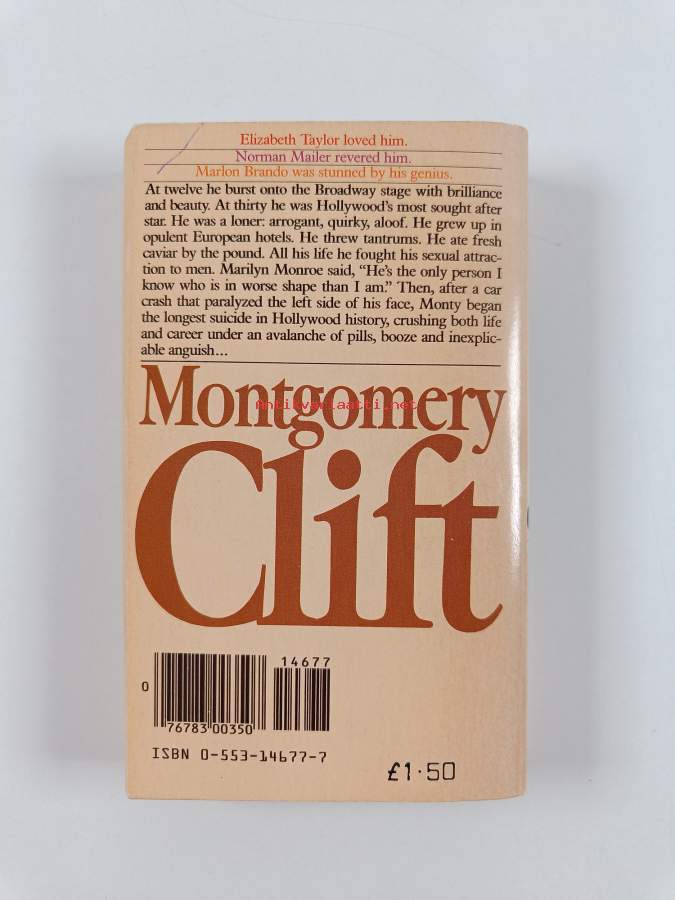 Elizabeth Taylor loved him.
Norman Mailer revered him.
Marlon Brando was stunned by his genius.
At twelve he burst onto the Broadway stage with brilliance
and beauty. At thirty he was Hollywood's most sought after
star. He was a loner: arrogant, quirky, aloof. He grew up in
opulent European hotels. He threw tantrums. He ate fresh
caviar by the pound. All his life he fought his sexual attrac-
tion to men. Marilyn Monroe said, "He's the only person I
know who is in worse shape than I am." Then, after a car
crash that paralyzed the left side of his face, Monty began
the longest suicide in Hollywood history, crushing both life
and career under an avalanche of pills, booze and inexplic-
able anguish...
Montgomery
Antikvariaatti.net
Clift
14677
0
76783 00350
ISBN 0-553-14677-7
£1·50